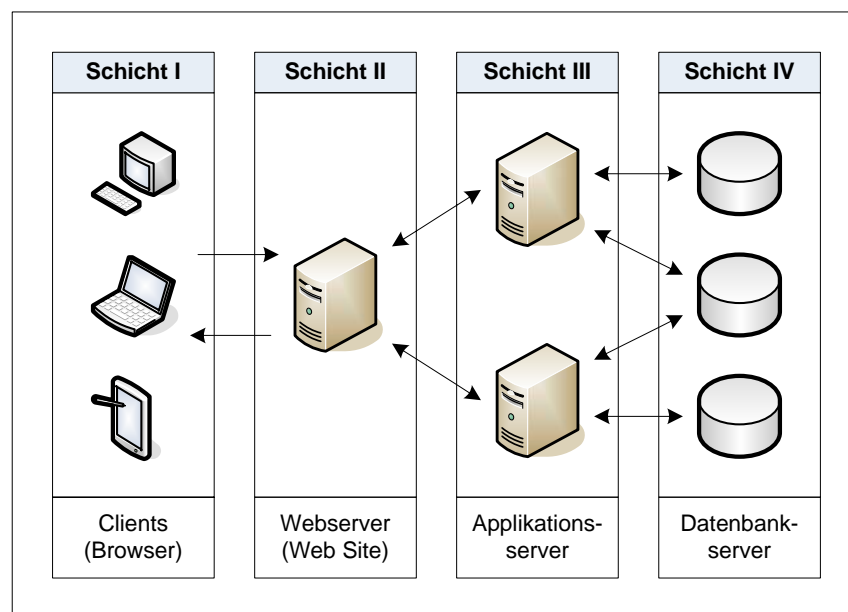 Schicht I
Schicht II
Schicht III
Schicht IV
Clients
(Browser)
Webserver
(Web Site)
Applikations-
server
Datenbank-
server